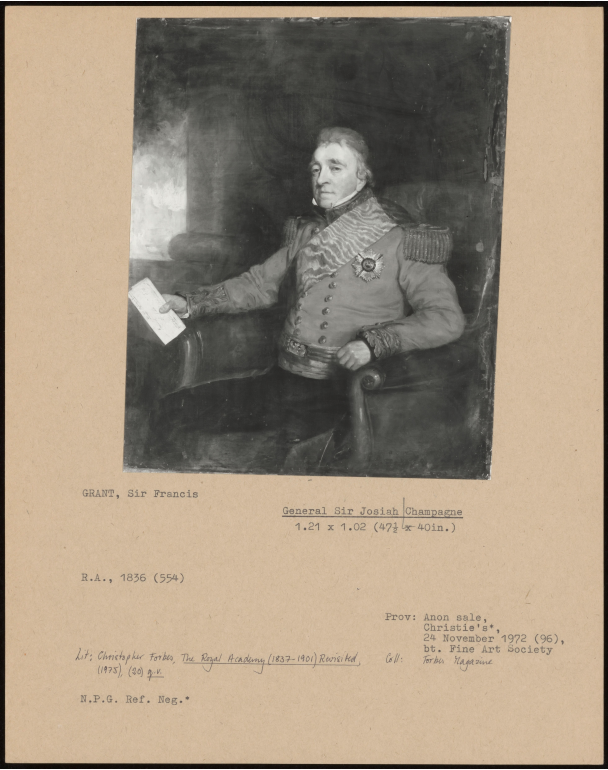 GRANT, Sir Francis
General Sir Josiah Champagne
1.21 x 1.02 (47½ x 40in.)
R.A., 1836 (554)
Prov: Anon sale,
Christie's*,
24 November 1972 (96),
bt. Fine Art Society
Lit; Christopher Forbes, The Royal Academy (1837-1901) Revisited,
(1975), (26) q.v.
Coll: Forbes Magazine
N.P.G. Ref. Neg.*